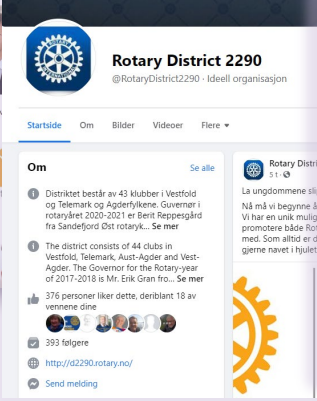 Rotary District 2290
@RotaryDistrict2290 · Ideell organisasjon
Startside Om Bilder Videoer Flere
Om Se alle
Distriktet består av 43 klubber i Vestfold
og Telemark og Agderfylkene. Guvernør i
rotaryåret 2020-2021 er Berit Reppesgård
fra Sandefjord Øst rotaryk... Se mer
The district consists of 44 clubs in
Vestfold, Telemark, Aust-Agder and Vest-
Agder. The Governor for the Rotary-year
of 2017-2018 is Mr. Erik Gran fro... Se mer
376 personer liker dette, deriblant 18 av
vennene dine
393 følgere
http://d2290.rotary.no/
Send melding
Rotary Distri
5 t ·
La ungdommene sli
Nå må vi begynne å
Vi har en unik mulig
promotere både Rot
med. Som alltid er d
gjerne navet i hjulet